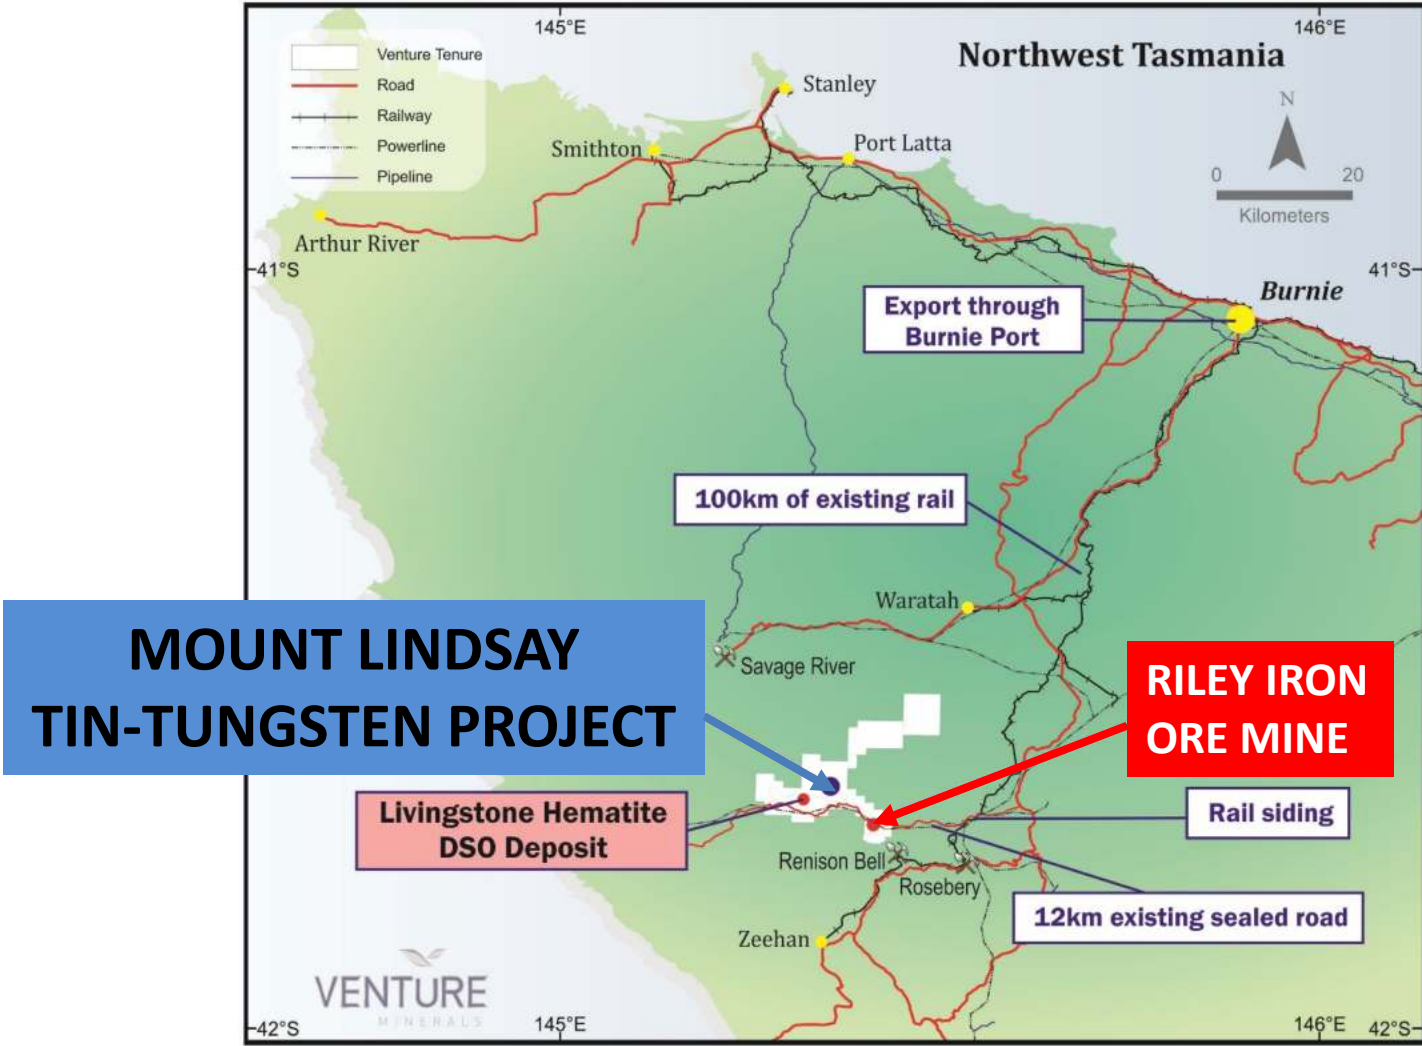 145°E
146°E
Northwest Tasmania
Venture Tenure
Road
Railway
Powerline
Pipeline
N
0 20
Kilometers
Stanley
Smithton
Port Latta
Arthur River
41°S
41°S
Burnie
Export through
Burnie Port
100km of existing rail
Waratah
MOUNT LINDSAY
TIN-TUNGSTEN PROJECT
Savage River
RILEY IRON
ORE MINE
Livingstone Hematite
DSO Deposit
Rail siding
Renison Bell
Rosebery
12km existing sealed road
Zeehan
VENTURE
MINERALS
42°S
145°E
146°E
42°S